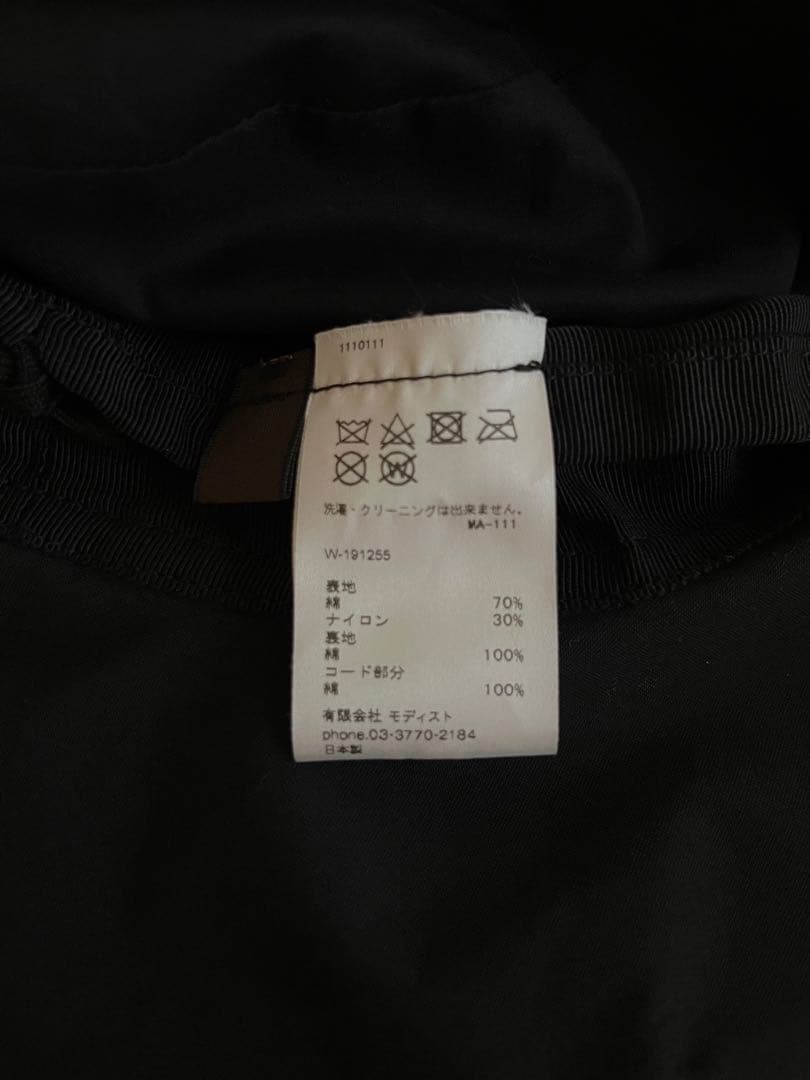 1110111
W
洗濯・クリーニングは出来ません。
MA-111
W-191255
表地
綿 70%
ナイロン 30%
裏地
綿 100%
コード部分
綿 100%
有限会社 モディスト
phone.03-3770-2184
日本製